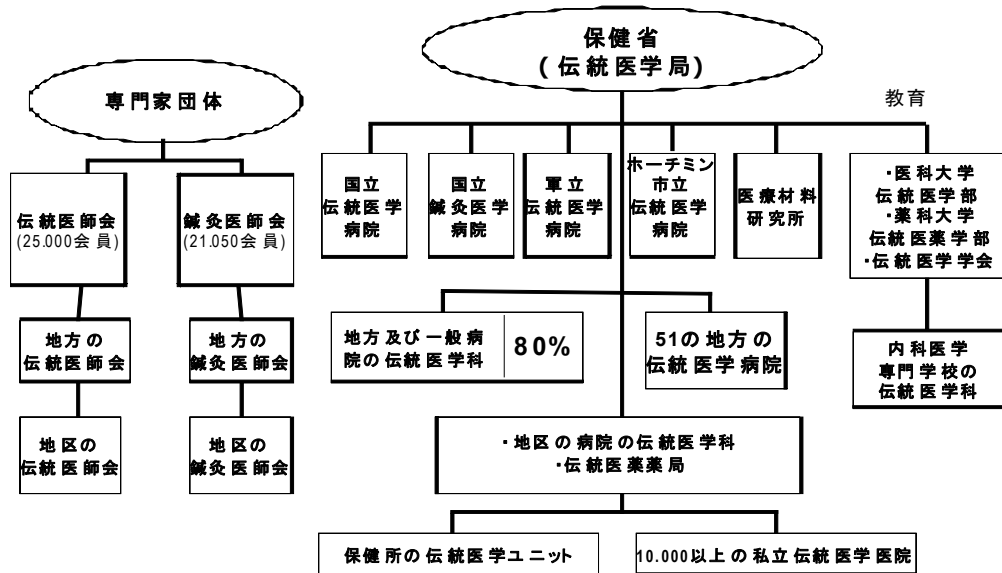 保健省
(伝統医学局)
専門家団体
教育
伝統医師会
(25.000会員)
鍼灸医師会
(21.050会員)
地方の
伝統医師会
地方の
鍼灸医師会
地区の
伝統医師会
地区の
鍼灸医師会
国立
伝統医学
病院
国立
鍼灸医学
病院
軍立
伝統医学
病院
ホーチミン
市立
伝統医学
病院
医療材料
研究所
・医科大学
伝統医学部
・薬科大学
伝統医薬学部
・伝統医学学会
地方及び一般病
院の伝統医学科
80%
51の地方の
伝統医学病院
内科医学
専門学校の
伝統医学科
・地区の病院の伝統医学科
・伝統医薬薬局
保健所の伝統医学ユニット
10.000以上の私立伝統医学医院